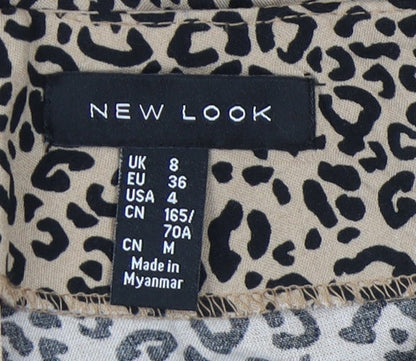 NEW LOOK
UK 8
EU 36
USA 4
CN 165/
70A
CN M
Made in
Myanmar